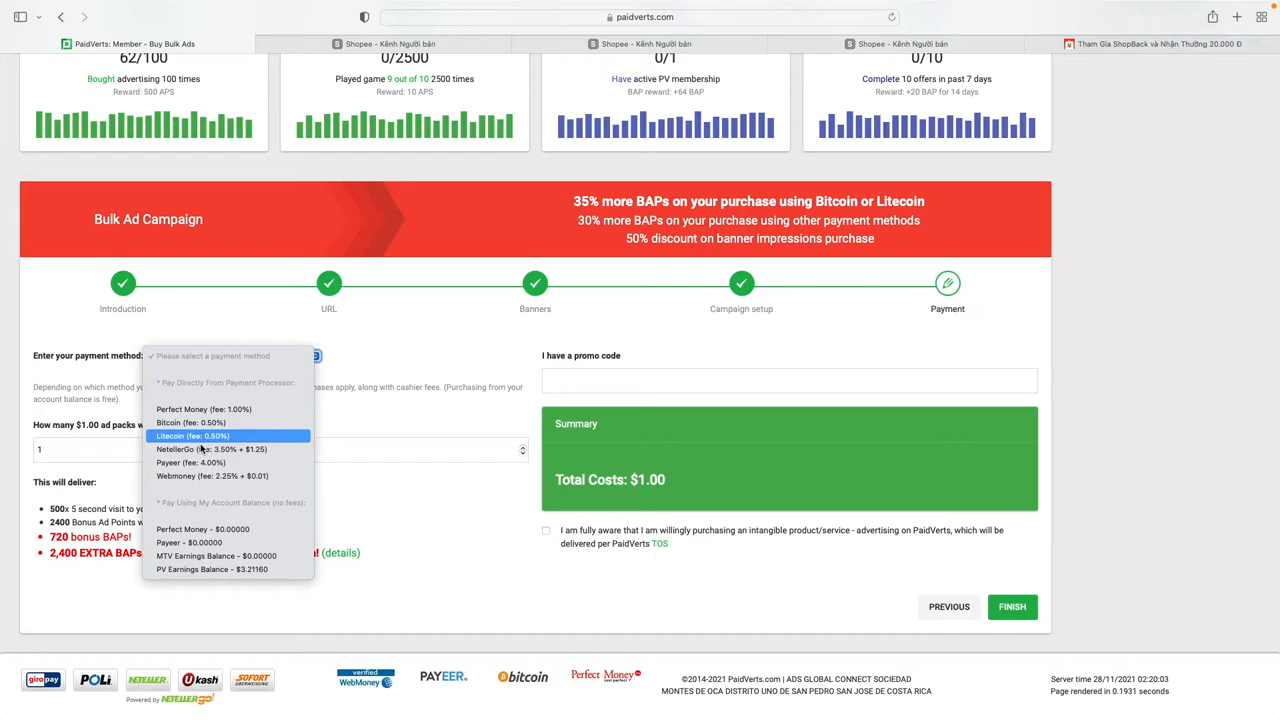 paidverts.com
PaidVerts: Member - Buy Bulk Ads
Shopee - Kênh Người bán
Shopee - Kênh Người bán
Shopee - Kênh Người bán
Tham Gia ShopBack và Nhận Thưởng 20.000 Đ
62/100
0/2500
0/1
0/10
Bought advertising 100 times
Played game 9 out of 10 2500 times
Have active PV membership
Complete 10 offers in past 7 days
Reward: 500 APS
Reward: 10 APS
BAP reward: +64 BAP
Reward: +20 BAP for 14 days
Bulk Ad Campaign
35% more BAPs on your purchase using Bitcoin or Litecoin
30% more BAPs on your purchase using other payment methods
50% discount on banner impressions purchase
Introduction
URL
Banners
Campaign setup
Payment
Enter your payment method:
✓ Please select a payment method
* Pay Directly From Payment Processor:
Perfect Money (fee: 1.00%)
Bitcoin (fee: 0.50%)
Litecoin (fee: 0.50%)
NetellerGo (fee: 3.50% + $1.25)
Payeer (fee: 4.00%)
Webmoney (fee: 2.25% + $0.01)
* Pay Using My Account Balance (no fees):
Perfect Money - $0.00000
Payeer - $0.00000
MTV Earnings Balance - $0.00000
PV Earnings Balance - $3.21160
Depending on which method yo
hases apply, along with cashier fees. (Purchasing from your
account balance is free).
How many $1.00 ad packs w
1
This will deliver:
500x 5 second visit to yo
2400 Bonus Ad Points w
720 bonus BAPs!
2,400 EXTRA BAPs
! (details)
I have a promo code
Summary
Total Costs: $1.00
I am fully aware that I am willingly purchasing an intangible product/service - advertising on PaidVerts, which will be
delivered per PaidVerts TOS
PREVIOUS
FINISH
giropay
POLi
NETELLER
Ukash
SOFORT
ÜBERWEISUNG
Powered by NETELLERgo!
verified
WebMoney
PAYEER
bitcoin
Perfect Money
©2014-2021 Paidverts.com | ADS GLOBAL CONNECT SOCIEDAD
MONTES DE OCA DISTRITO UNO DE SAN PEDRO SAN JOSE DE COSTA RICA
Server time 28/11/2021 02:20:03
Page rendered in 0.1931 seconds